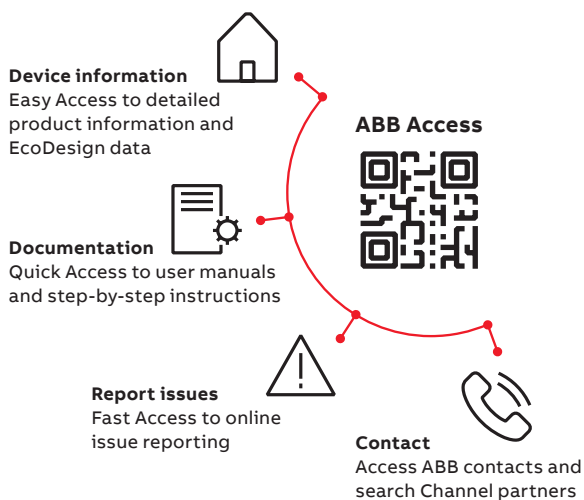 Device information
Easy Access to detailed
product information and
EcoDesign data
ABB Access
Documentation
Quick Access to user manuals
and step-by-step instructions
Report issues
Fast Access to online
issue reporting
Contact
Access ABB contacts and
search Channel partners